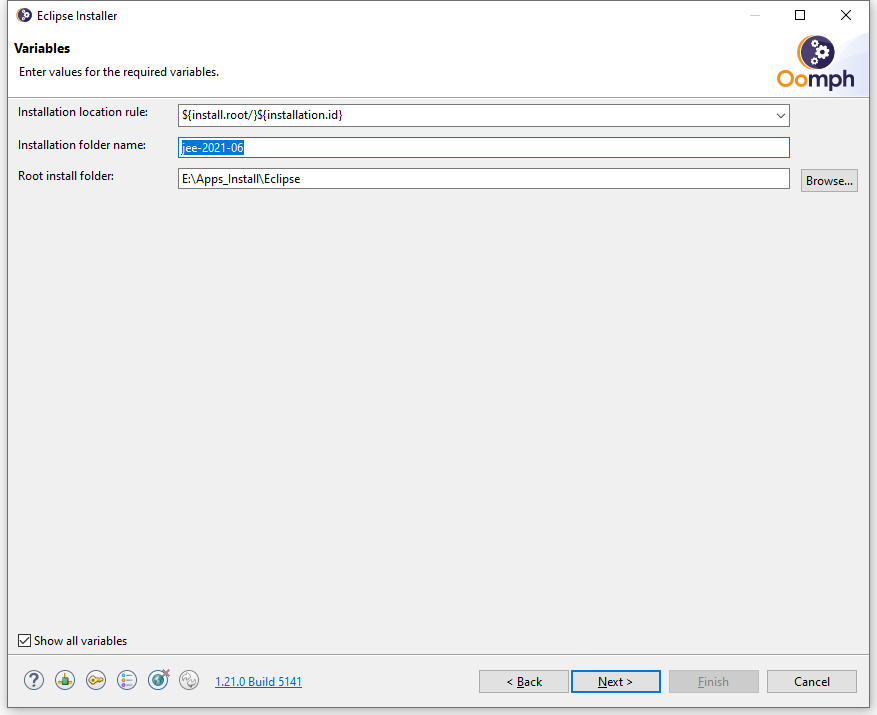 Eclipse Installer
Variables
Enter values for the required variables.
Oomph
Installation location rule:
${install.root/}${installation.id}
Installation folder name:
jee-2021-06
Root install folder:
E:\Apps_Install\Eclipse
Browse...
Show all variables
?
1.21.0 Build 5141
< Back
Next >
Finish
Cancel